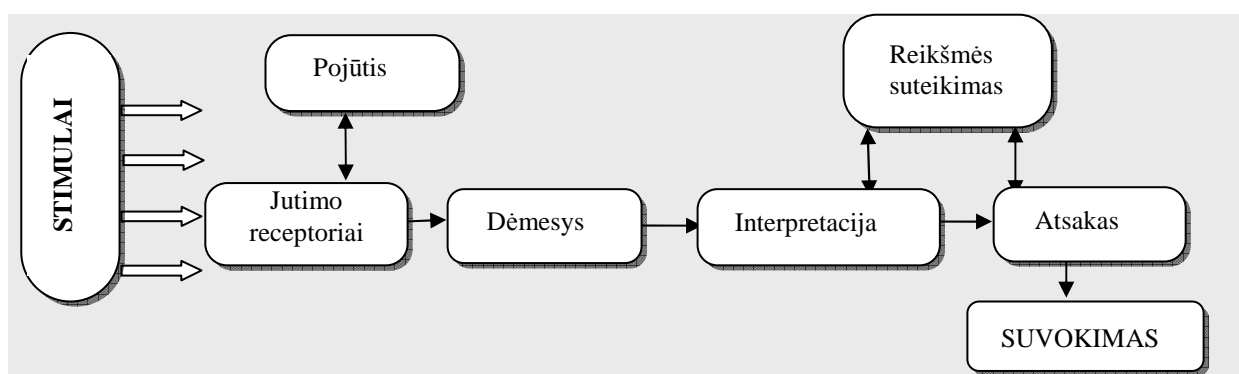 STIMULAI
Pojūtis
Jutimo
receptoriai
Dėmesys
Interpretacija
Reikšmės
suteikimas
Atsakas
SUVOKIMAS